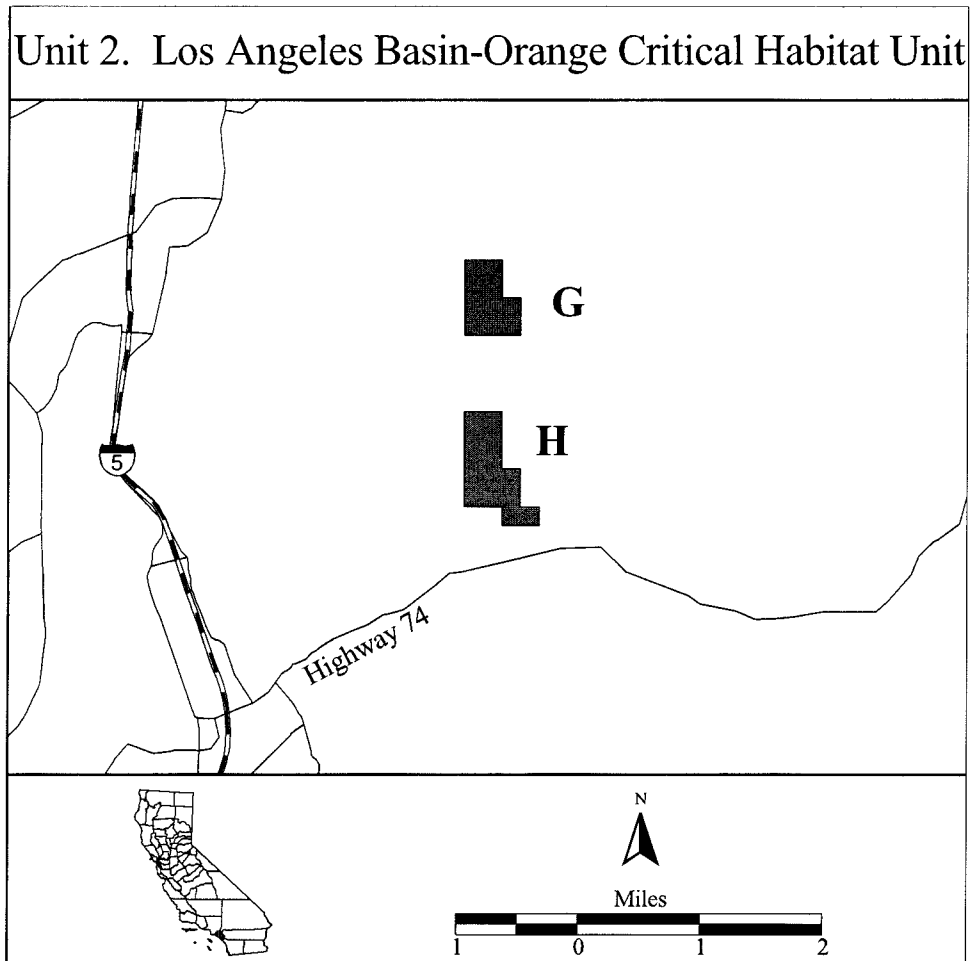 Unit 2. Los Angeles Basin-Orange Critical Habitat Unit
G
H
5
Highway 74
N
Miles
1 0 1 2